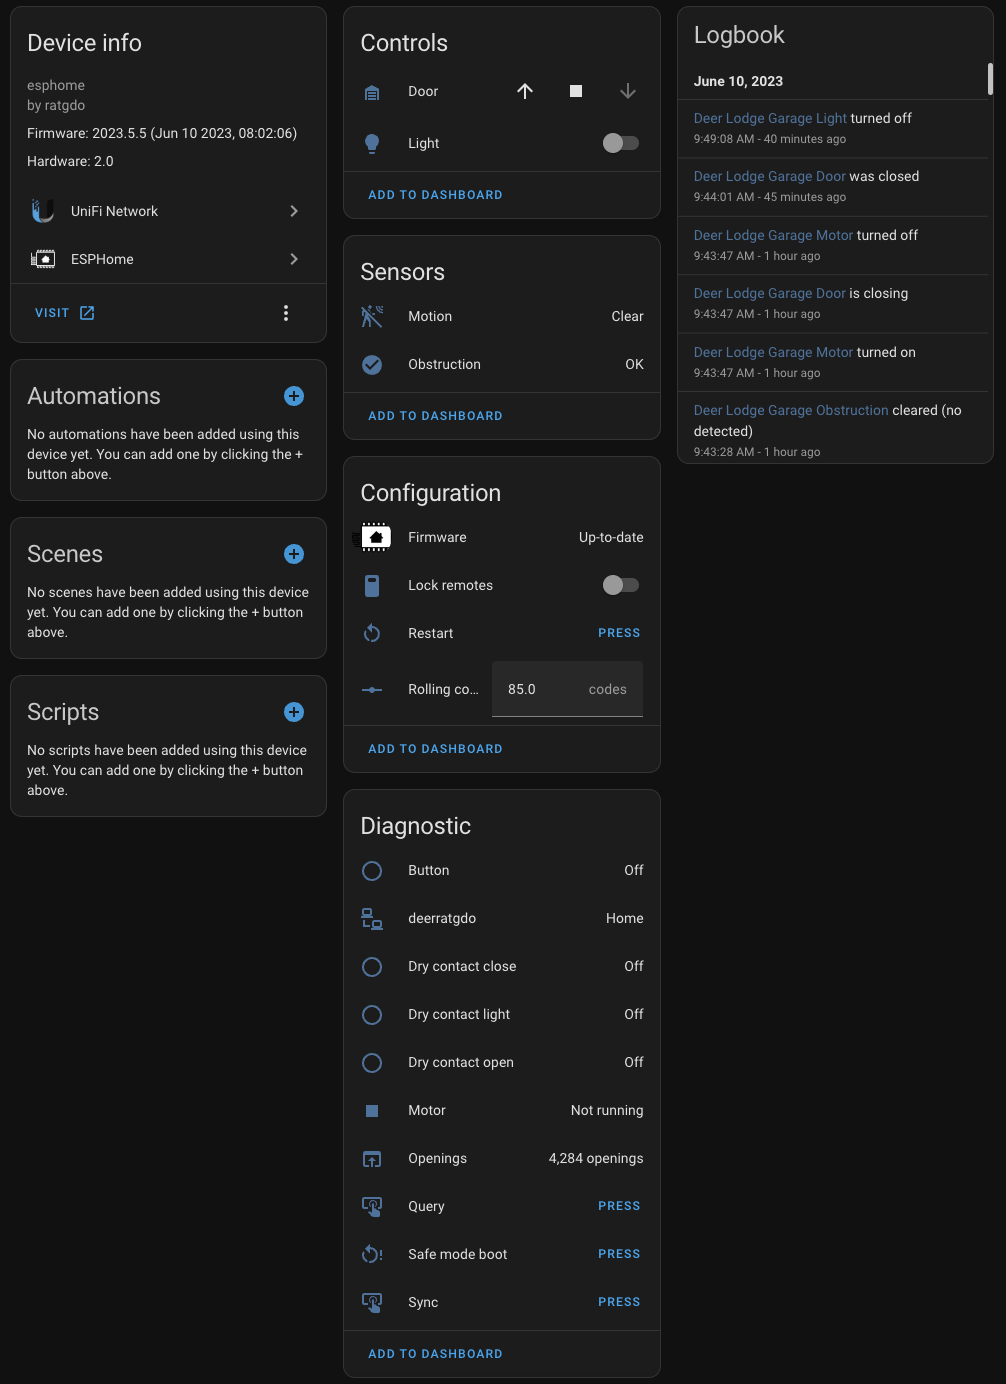 Device info
esphome
by ratgdo
Firmware: 2023.5.5 (Jun 10 2023, 08:02:06)
Hardware: 2.0
UniFi Network
ESPHome
VISIT
Automations
No automations have been added using this
device yet. You can add one by clicking the +
button above.
Scenes
No scenes have been added using this device
yet. You can add one by clicking the + button
above.
Scripts
No scripts have been added using this device
yet. You can add one by clicking the + button
above.
Controls
Door
Light
ADD TO DASHBOARD
Sensors
Motion Clear
Obstruction OK
ADD TO DASHBOARD
Configuration
Firmware Up-to-date
Lock remotes
Restart PRESS
Rolling co... 85.0 codes
ADD TO DASHBOARD
Diagnostic
Button Off
deerratgdo Home
Dry contact close Off
Dry contact light Off
Dry contact open Off
Motor Not running
Openings 4,284 openings
Query PRESS
Safe mode boot PRESS
Sync PRESS
ADD TO DASHBOARD
Logbook
June 10, 2023
Deer Lodge Garage Light turned off
9:49:08 AM - 40 minutes ago
Deer Lodge Garage Door was closed
9:44:01 AM - 45 minutes ago
Deer Lodge Garage Motor turned off
9:43:47 AM - 1 hour ago
Deer Lodge Garage Door is closing
9:43:47 AM - 1 hour ago
Deer Lodge Garage Motor turned on
9:43:47 AM - 1 hour ago
Deer Lodge Garage Obstruction cleared (no
detected)
9:43:28 AM - 1 hour ago